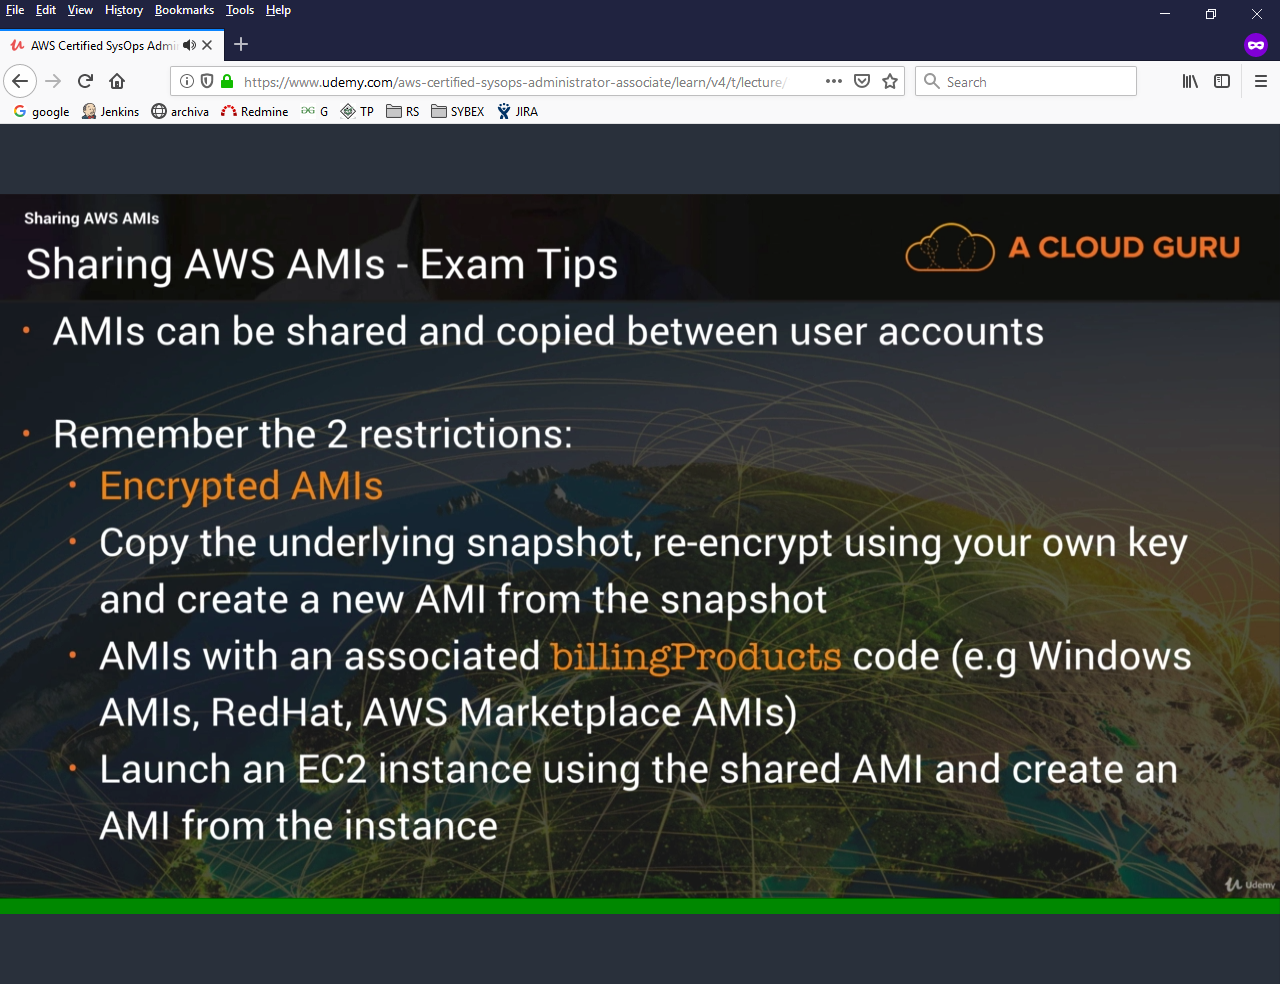 File Edit View History Bookmarks Tools Help
AWS Certified SysOps Admi
https://www.udemy.com/aws-certified-sysops-administrator-associate/learn/v4/t/lecture/
Search
google Jenkins archiva Redmine G TP RS SYBEX JIRA
Sharing AWS AMIs
Sharing AWS AMIs - Exam Tips
A CLOUD GURU
• AMIs can be shared and copied between user accounts
• Remember the 2 restrictions:
• Encrypted AMIs
• Copy the underlying snapshot, re-encrypt using your own key
and create a new AMI from the snapshot
• AMIs with an associated billingProducts code (e.g Windows
AMIs, RedHat, AWS Marketplace AMIs)
• Launch an EC2 instance using the shared AMI and create an
AMI from the instance
Udemy